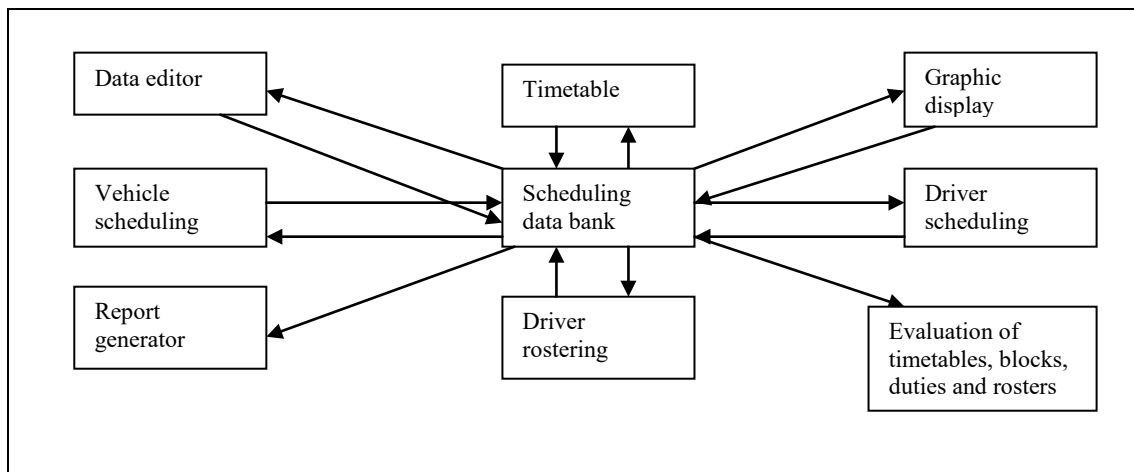 Data editor
Timetable
Graphic
display
Vehicle
scheduling
Scheduling
data bank
Driver
scheduling
Report
generator
Driver
rostering
Evaluation of
timetables, blocks,
duties and rosters